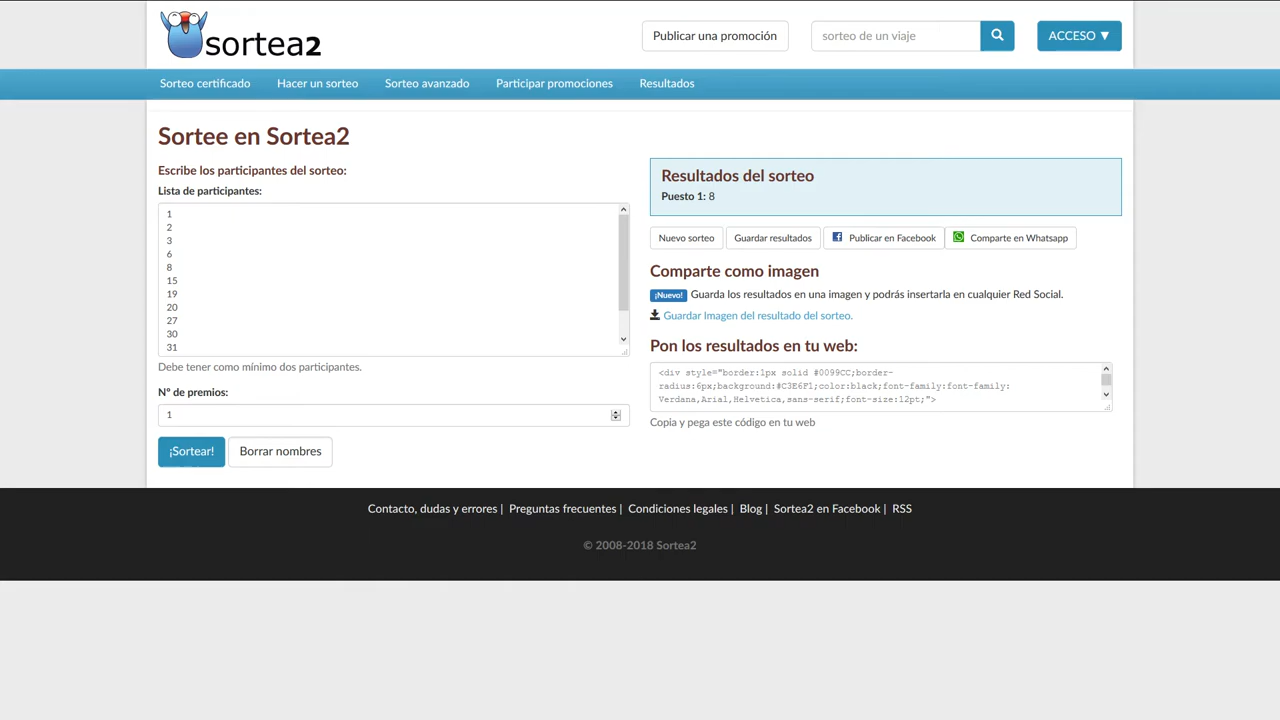 sortea2
Publicar una promoción
sorteo de un viaje
ACCESO ▼
Sorteo certificado
Hacer un sorteo
Sorteo avanzado
Participar promociones
Resultados
Sortee en Sortea2
Escribe los participantes del sorteo:
Lista de participantes:
1
2
3
6
8
15
19
20
27
30
31
Debe tener como mínimo dos participantes.
Nº de premios:
1
¡Sortear!
Borrar nombres
Resultados del sorteo
Puesto 1: 8
Nuevo sorteo
Guardar resultados
Publicar en Facebook
Comparte en Whatsapp
Comparte como imagen
¡Nuevo! Guarda los resultados en una imagen y podrás insertarla en cualquier Red Social.
Guardar Imagen del resultado del sorteo.
Pon los resultados en tu web:
<div style="border:1px solid #0099CC;border-
radius:6px;background:#C3E6F1;color:black;font-family:font-family:
Verdana,Arial,Helvetica,sans-serif;font-size:12pt;">
Copia y pega este código en tu web
Contacto, dudas y errores | Preguntas frecuentes | Condiciones legales | Blog | Sortea2 en Facebook | RSS
© 2008-2018 Sortea2